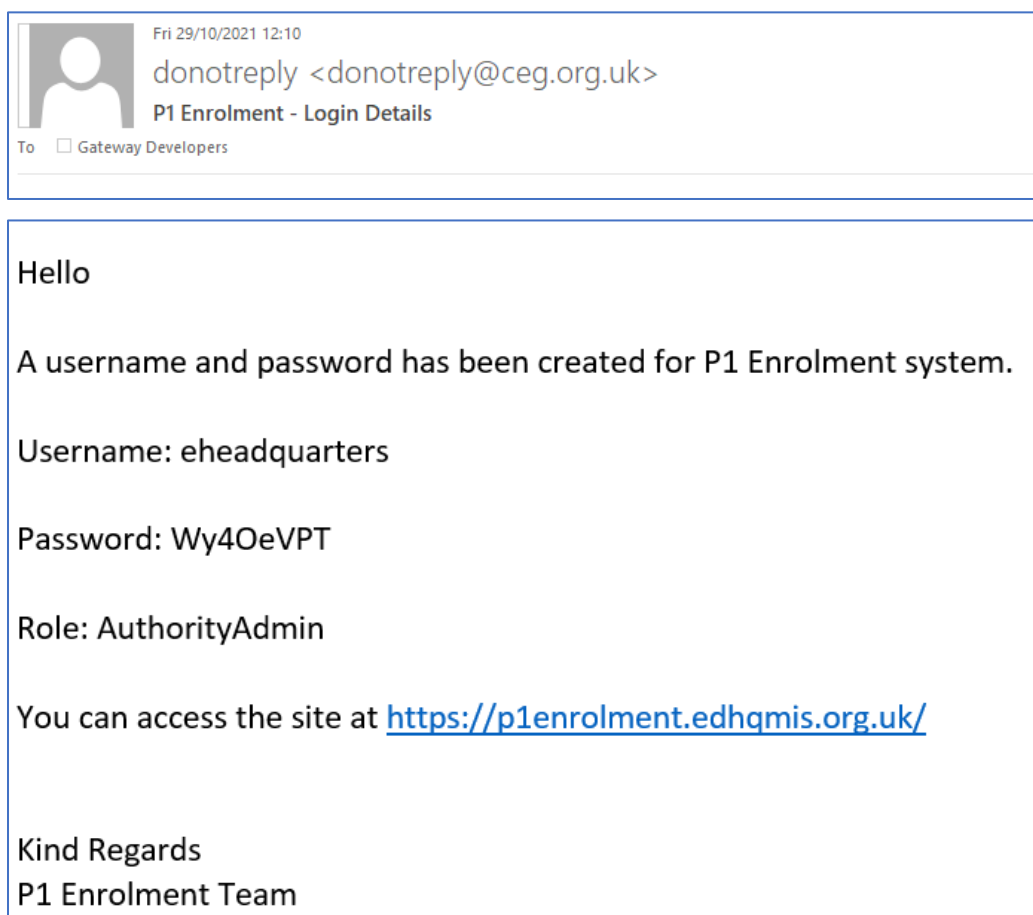 Fri 29/10/2021 12:10
donotreply <donotreply@ceg.org.uk>
P1 Enrolment - Login Details
To Gateway Developers
Hello
A username and password has been created for P1 Enrolment system.
Username: eheadquarters
Password: Wy4OeVPT
Role: AuthorityAdmin
You can access the site at https://p1enrolment.edhqmis.org.uk/
Kind Regards
P1 Enrolment Team